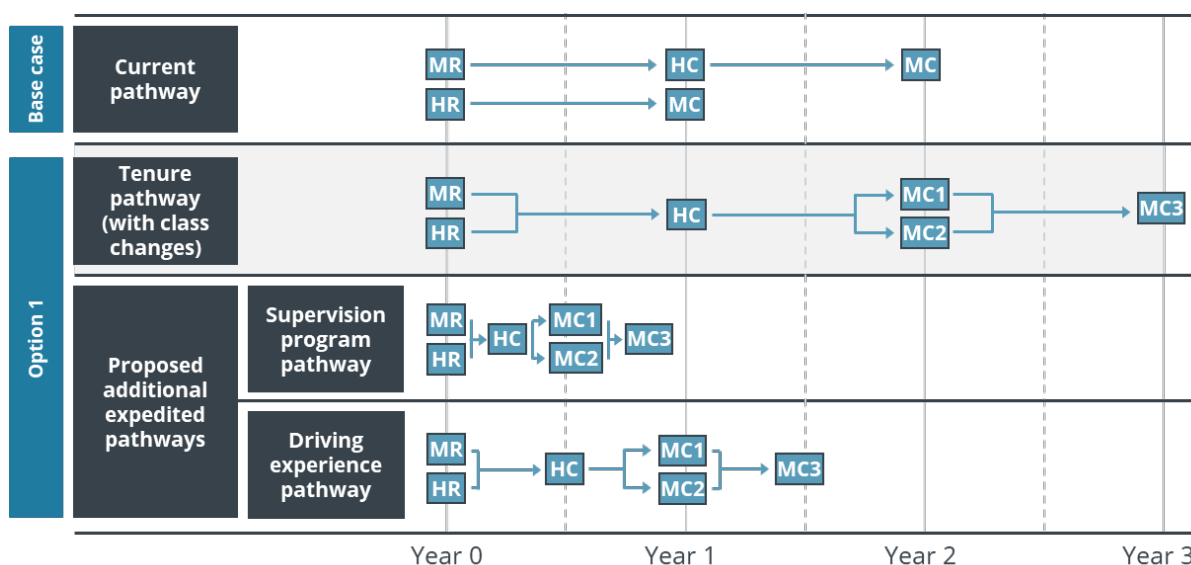 Base case
Current
pathway
MR
HC
MC
HR
MC
Option 1
Tenure
pathway
(with class
changes)
MR
HR
HC
MC1
MC2
MC3
Proposed
additional
expedited
pathways
Supervision
program
pathway
MR
HR
HC
MC1
MC2
MC3
Driving
experience
pathway
MR
HR
HC
MC1
MC2
MC3
Year 0
Year 1
Year 2
Year 3